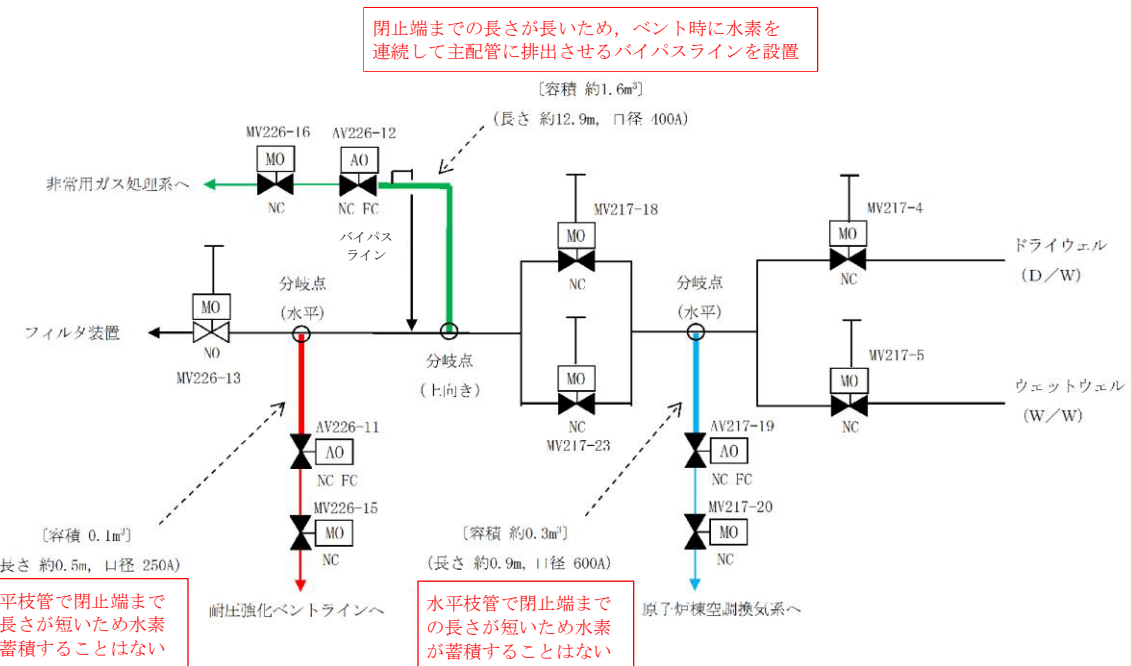 閉止端までの長さが長いため，ベント時に水素を
連続して主配管に排出させるバイパスラインを設置
〔容積 約1.6m³〕
(長さ 約12.9m, 口径 400A)
MV226-16
AV226-12
MO
AO
非常用ガス処理系へ
NC
NC FC
バイパス
ライン
MV217-18
MO
NC
MV217-4
MO
NC
ドライウェル
(D／W)
分岐点
(水平)
分岐点
(水平)
MO
フィルタ装置
NO
MV226-13
分岐点
(上向き)
MO
NC
MV217-23
MV217-5
MO
NC
ウェットウェル
(W／W)
AV226-11
AO
NC FC
MV226-15
MO
NC
AV217-19
AO
NC FC
MV217-20
MO
NC
〔容積 0.1m³〕
長さ 約0.5m, 口径 250A)
〔容積 約0.3m³〕
(長さ 約0.9m, 口径 600A)
平枝管で閉止端まで
長さが短いため水素
蓄積することはない
耐圧強化ベントラインへ
水平枝管で閉止端まで
の長さが短いため水素
が蓄積することはない
原子炉棟空調換気系へ